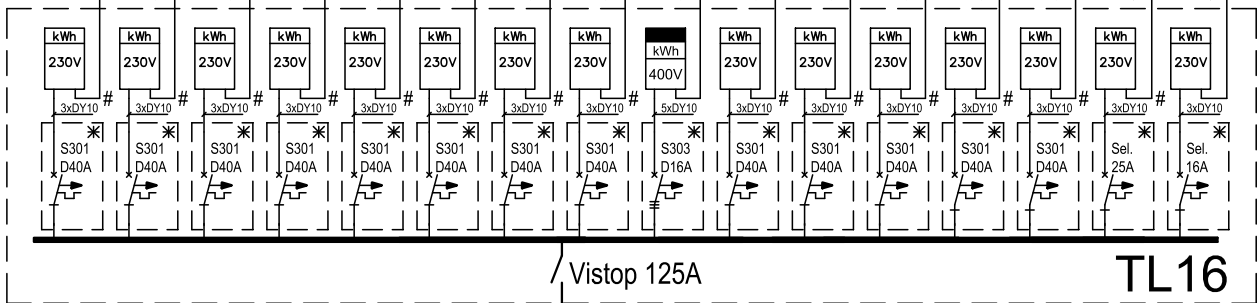 kWh kWh kWh kWh kWh kWh kWh kWh kWh kWh kWh kWh kWh kWh kWh kWh
230V 230V 230V 230V 230V 230V 230V 230V 400V 230V 230V 230V 230V 230V 230V 230V
3xDY10 # 3xDY10 # 3xDY10 # 3xDY10 # 3xDY10 # 3xDY10 # 3xDY10 # 3xDY10 # 5xDY10 # 3xDY10 # 3xDY10 # 3xDY10 # 3xDY10 # 3xDY10 # 3xDY10 # 3xDY10
S301 S301 S301 S301 S301 S301 S301 S301 S303 S301 S301 S301 S301 S301 Sel. Sel.
D40A D40A D40A D40A D40A D40A D40A D40A D16A D40A D40A D40A D40A D40A 25A 16A
Vistop 125A
TL16